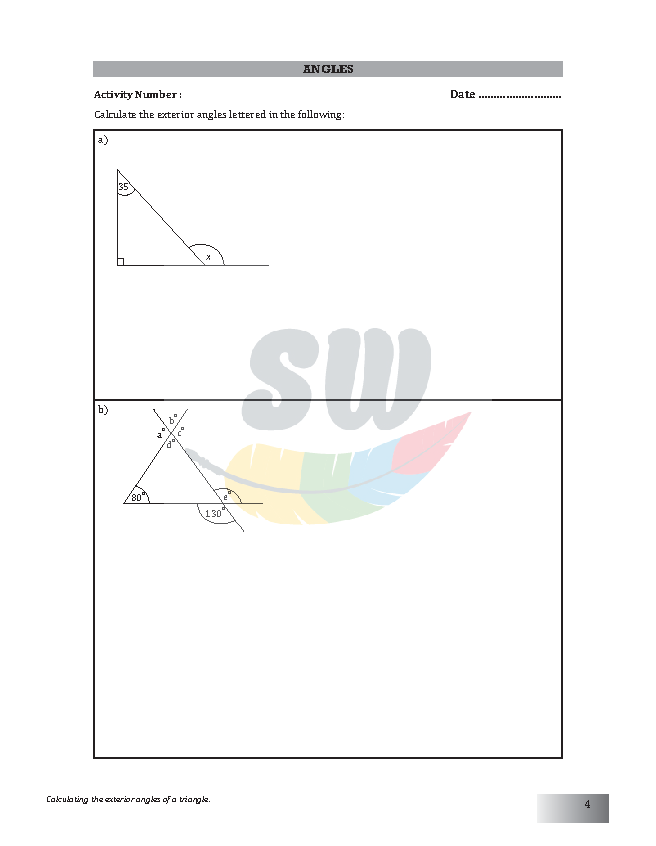 ANGLES
Activity Number :
Date ...........................
Calculate the exterior angles lettered in the following:
a)
35
x
SW
b)
b°
a° c°
d°
80° e°
130°
Calculating the exterior angles of a triangle.
4